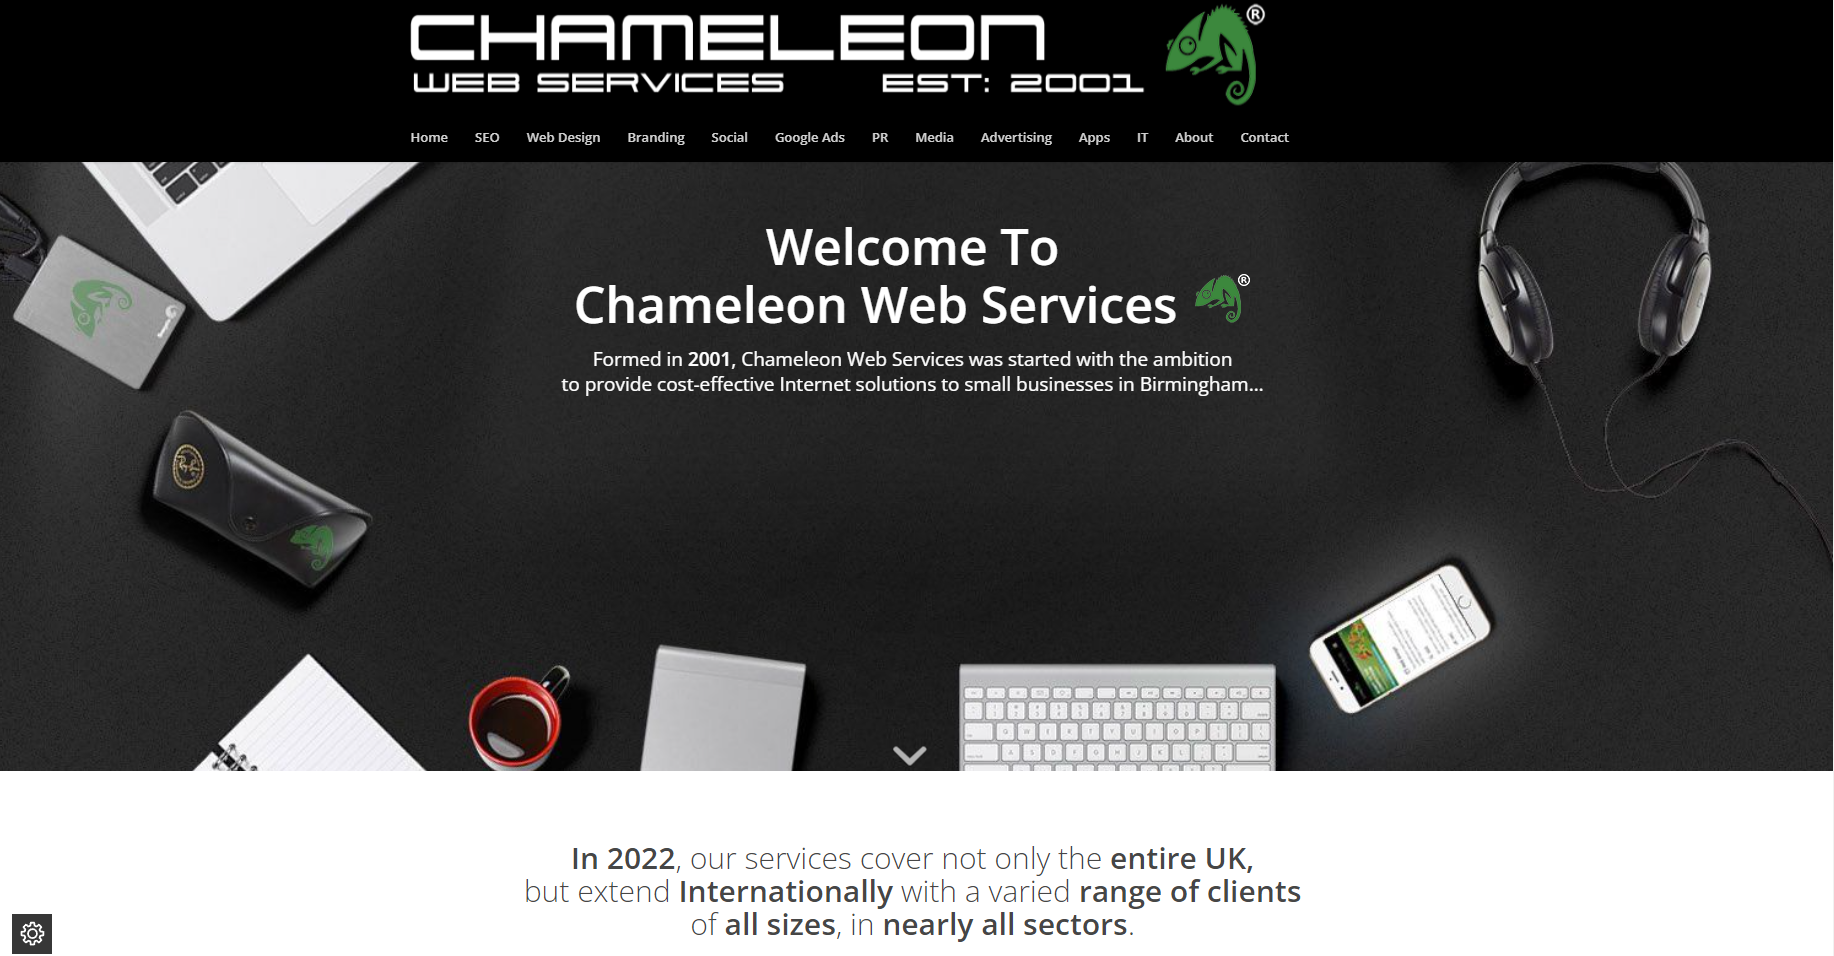 CHAMELEON ®
WEB SERVICES EST: 2001
Home SEO Web Design Branding Social Google Ads PR Media Advertising Apps IT About Contact
Welcome To
Chameleon Web Services ®
Formed in 2001, Chameleon Web Services was started with the ambition
to provide cost-effective Internet solutions to small businesses in Birmingham...
In 2022, our services cover not only the entire UK,
but extend Internationally with a varied range of clients
of all sizes, in nearly all sectors.